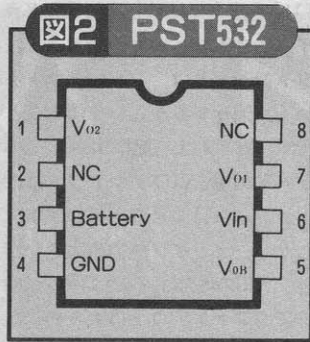 図2 PST532
1 VO2 NC 8
2 NC VO1 7
3 Battery Vin 6
4 GND VOB 5